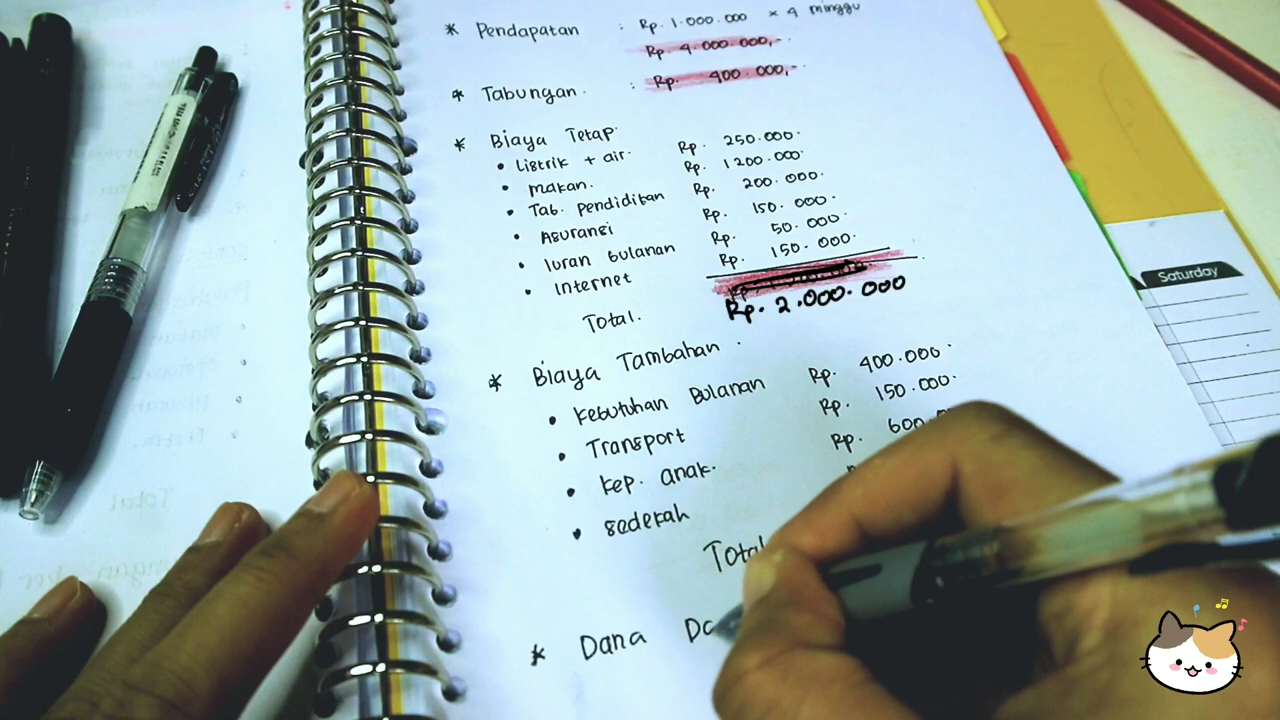 * Pendapatan : Rp. 1.000.000 × 4 minggu
Rp. 4.000.000,-
* Tabungan : Rp. 400.000,-
* Biaya Tetap
• Listrik + air. Rp. 250.000
• makan. Rp. 1200.000
• Tab. pendidikan Rp. 200.000.
• Asuransi Rp. 150.000
• Iuran bulanan Rp. 50.000
• Internet Rp. 150.000
Total. Rp. 2.000.000
* Biaya Tambahan
• kebutuhan Bulanan Rp. 400.000
• Transport Rp. 150.000
• kep. anak. Rp.
• sedekah
Total
* Dana
Saturday